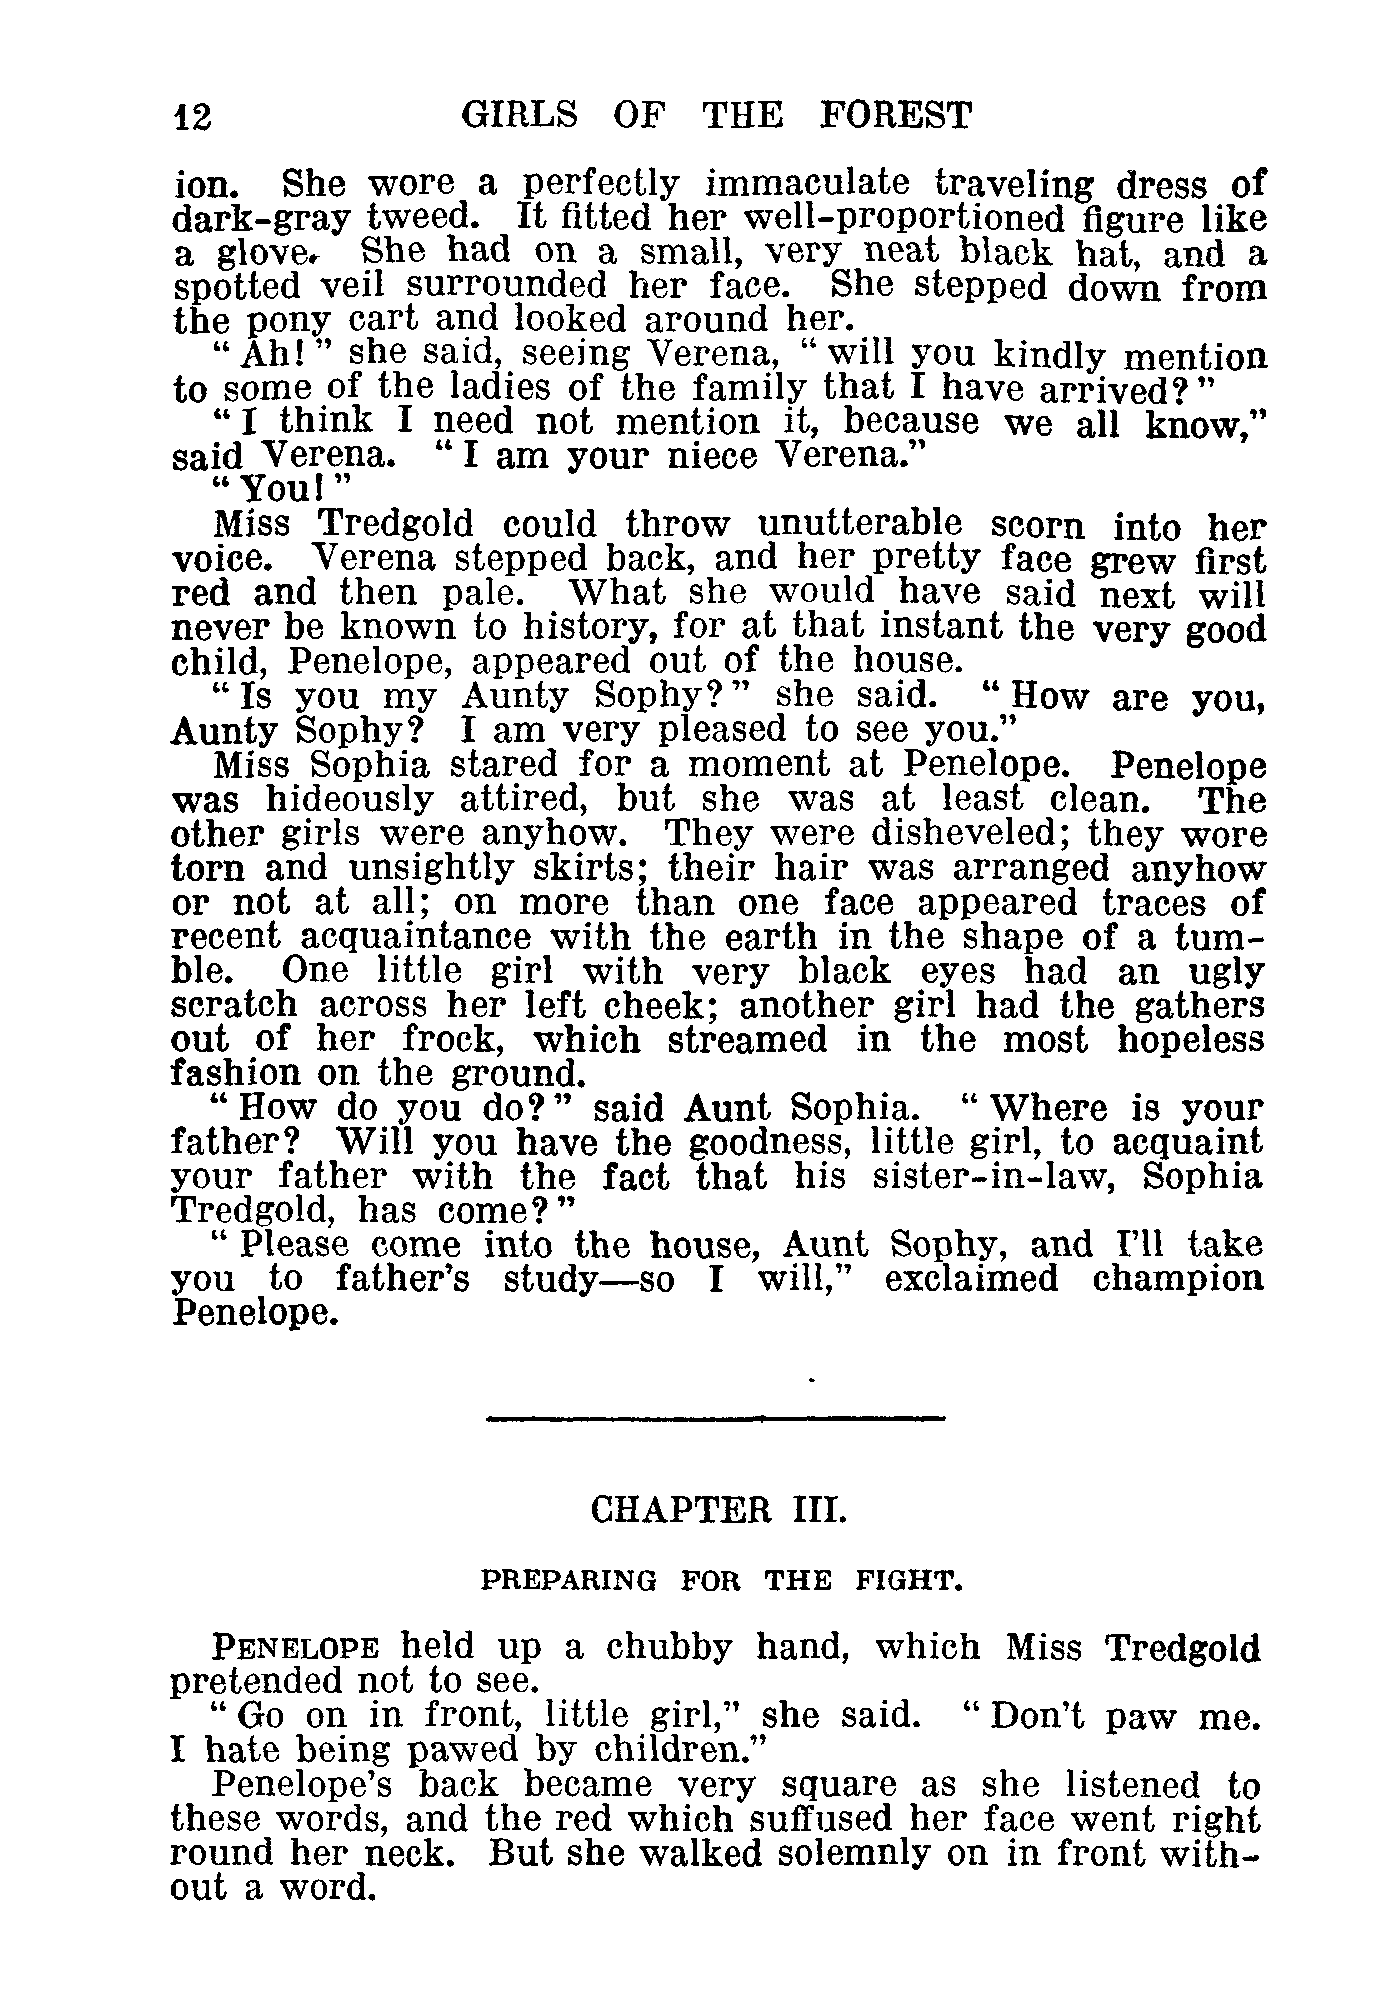 12 GIRLS OF THE FOREST
ion. She wore a perfectly immaculate traveling dress of
dark-gray tweed. It fitted her well-proportioned figure like
a glove. She had on a small, very neat black hat, and a
spotted veil surrounded her face. She stepped down from
the pony cart and looked around her.
“Ah!” she said, seeing Verena, “will you kindly mention
to some of the ladies of the family that I have arrived?”
“I think I need not mention it, because we all know,”
said Verena. “I am your niece Verena.”
“You!”
Miss Tredgold could throw unutterable scorn into her
voice. Verena stepped back, and her pretty face grew first
red and then pale. What she would have said next will
never be known to history, for at that instant the very good
child, Penelope, appeared out of the house.
“Is you my Aunty Sophy?” she said. “How are you,
Aunty Sophy? I am very pleased to see you.”
Miss Sophia stared for a moment at Penelope. Penelope
was hideously attired, but she was at least clean. The
other girls were anyhow. They were disheveled; they wore
torn and unsightly skirts; their hair was arranged anyhow
or not at all; on more than one face appeared traces of
recent acquaintance with the earth in the shape of a tum-
ble. One little girl with very black eyes had an ugly
scratch across her left cheek; another girl had the gathers
out of her frock, which streamed in the most hopeless
fashion on the ground.
“How do you do?” said Aunt Sophia. “Where is your
father? Will you have the goodness, little girl, to acquaint
your father with the fact that his sister-in-law, Sophia
Tredgold, has come?”
“Please come into the house, Aunt Sophy, and I'll take
you to father's study—so I will,” exclaimed champion
Penelope.
CHAPTER III.
PREPARING FOR THE FIGHT.
PENELOPE held up a chubby hand, which Miss Tredgold
pretended not to see.
“Go on in front, little girl,” she said. “Don't paw me.
I hate being pawed by children.”
Penelope's back became very square as she listened to
these words, and the red which suffused her face went right
round her neck. But she walked solemnly on in front with-
out a word.